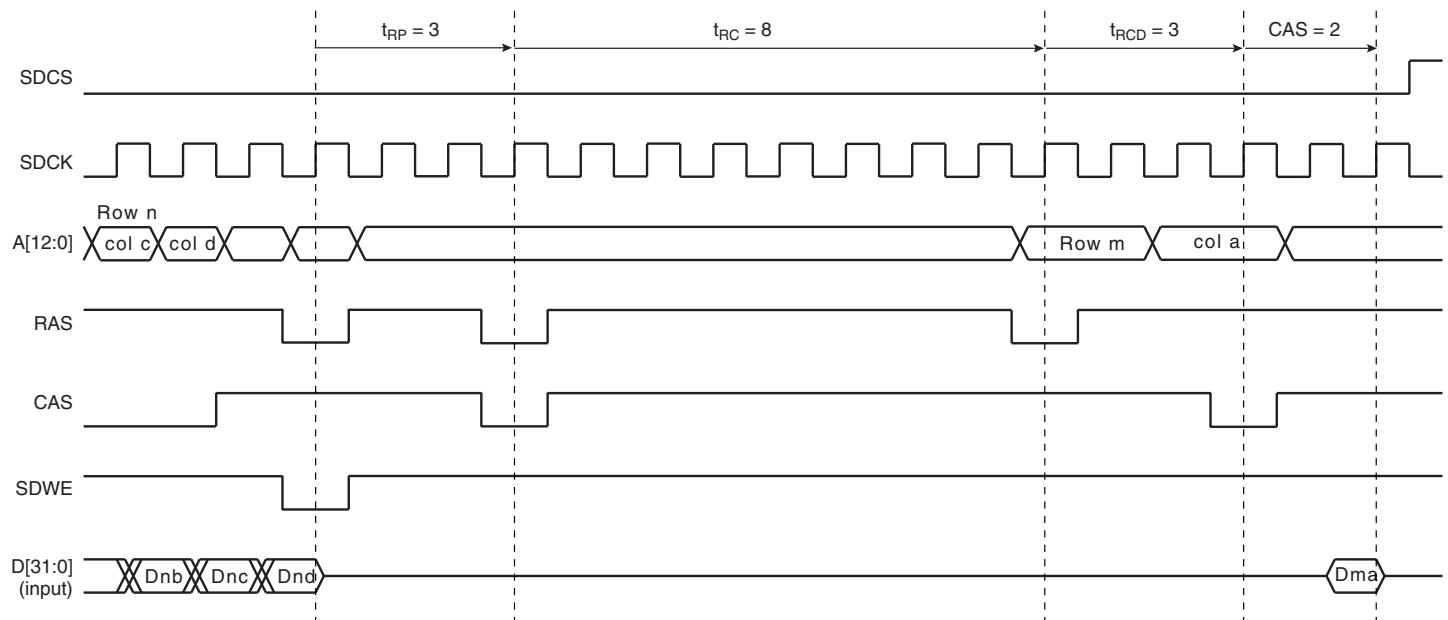 tRP = 3
tRC = 8
tRCD = 3
CAS = 2
SDCS
SDCK
Row n
A[12:0]
col c
col d
Row m
col a
RAS
CAS
SDWE
D[31:0]
(input)
Dnb
Dnc
Dnd
Dma